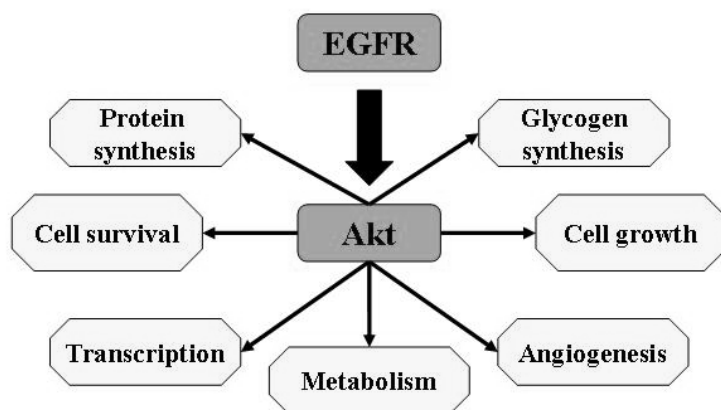 EGFR
Protein
synthesis
Glycogen
synthesis
Cell survival
Akt
Cell growth
Transcription
Metabolism
Angiogenesis